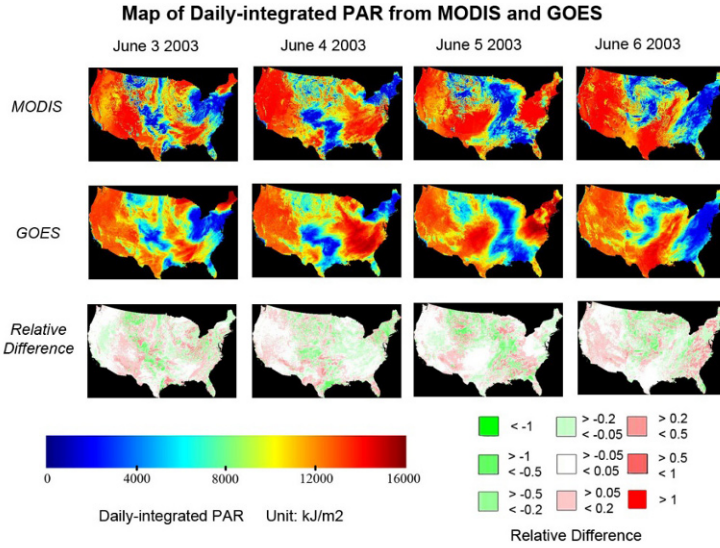 Map of Daily-integrated PAR from MODIS and GOES
June 3 2003 June 4 2003 June 5 2003 June 6 2003
MODIS
GOES
Relative
Difference
0 4000 8000 12000 16000
Daily-integrated PAR Unit: kJ/m2
< -1
> -0.2
< -0.05
> 0.2
< 0.5
> -1
< -0.5
> -0.05
< 0.05
> 0.5
< 1
> -0.5
< -0.2
> 0.05
< 0.2
> 1
Relative Difference